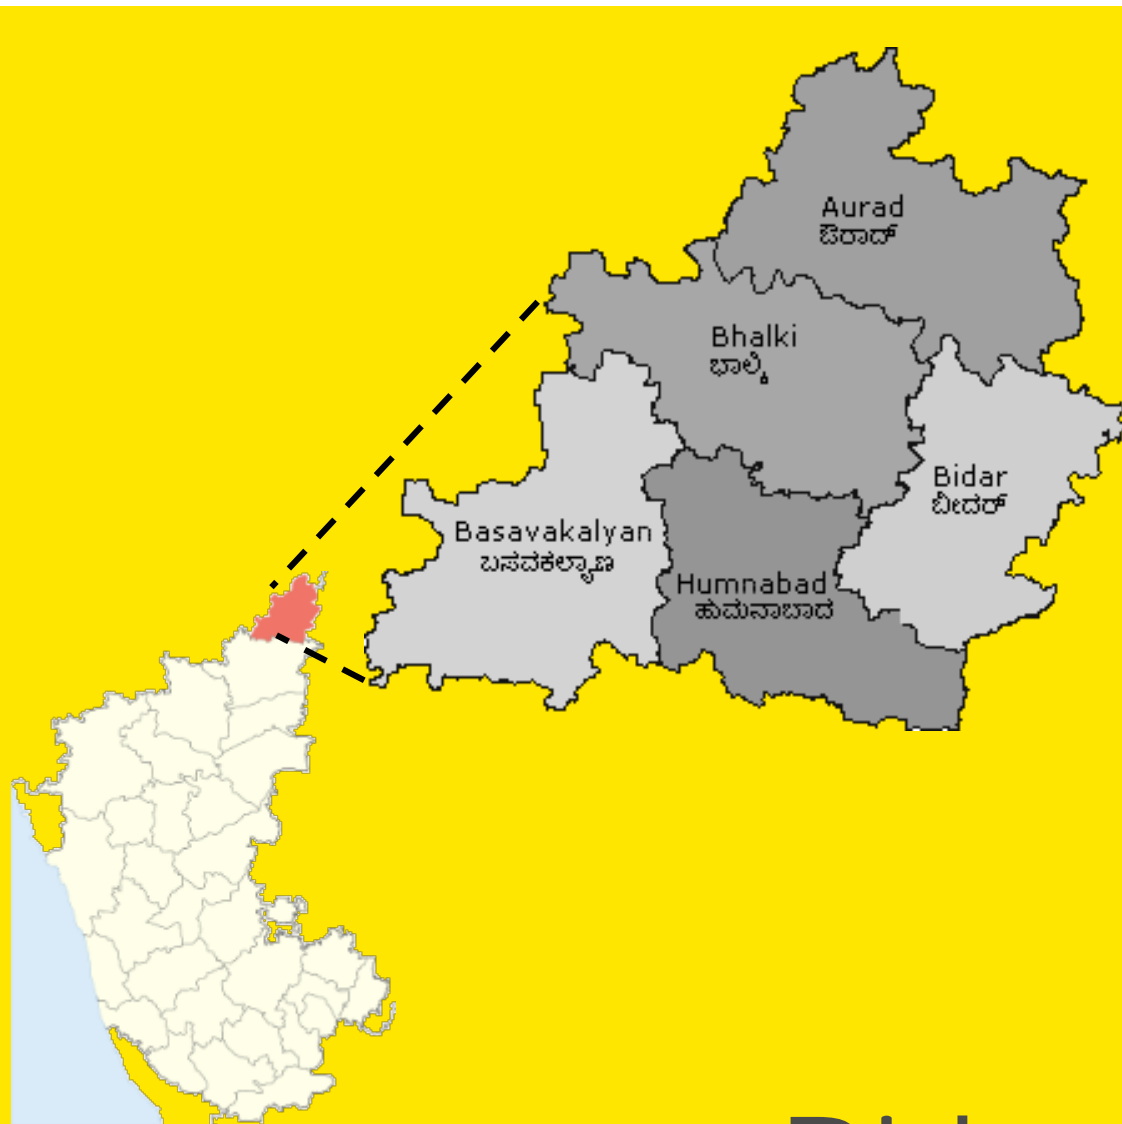 Aurad
ಔರಾದ್
Bhalki
ಭಾಲ್ಕಿ
Bidar
ಬೀದರ್
Basavakalyan
ಬಸವಕಲ್ಯಾಣ
Humnabad
ಹುಮನಾಬಾದ